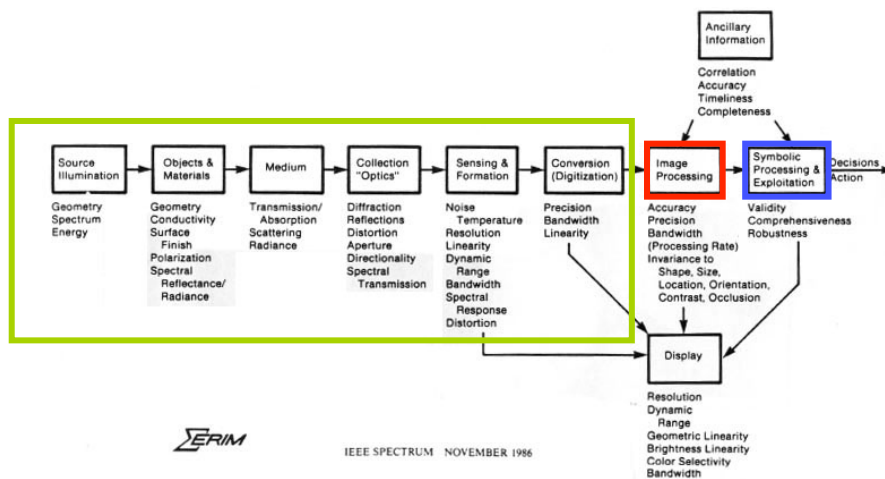 Ancillary
Information
Correlation
Accuracy
Timeliness
Completeness
Source
Illumination
Geometry
Spectrum
Energy
Objects &
Materials
Geometry
Conductivity
Surface
Finish
Polarization
Spectral
Reflectance/
Radiance
Medium
Transmission/
Absorption
Scattering
Radiance
Collection
"Optics"
Diffraction
Reflections
Distortion
Aperture
Directionality
Spectral
Transmission
Sensing &
Formation
Noise
Temperature
Resolution
Linearity
Dynamic
Range
Bandwidth
Spectral
Response
Distortion
Conversion
(Digitization)
Precision
Bandwidth
Linearity
Image
Processing
Accuracy
Precision
Bandwidth
(Processing Rate)
Invariance to
Shape, Size,
Location, Orientation,
Contrast, Occlusion
Symbolic
Processing &
Exploitation
Validity
Comprehensiveness
Robustness
Decisions
Action
Display
Resolution
Dynamic
Range
Geometric Linearity
Brightness Linearity
Color Selectivity
Bandwidth
ΣERIM
IEEE SPECTRUM NOVEMBER 1986